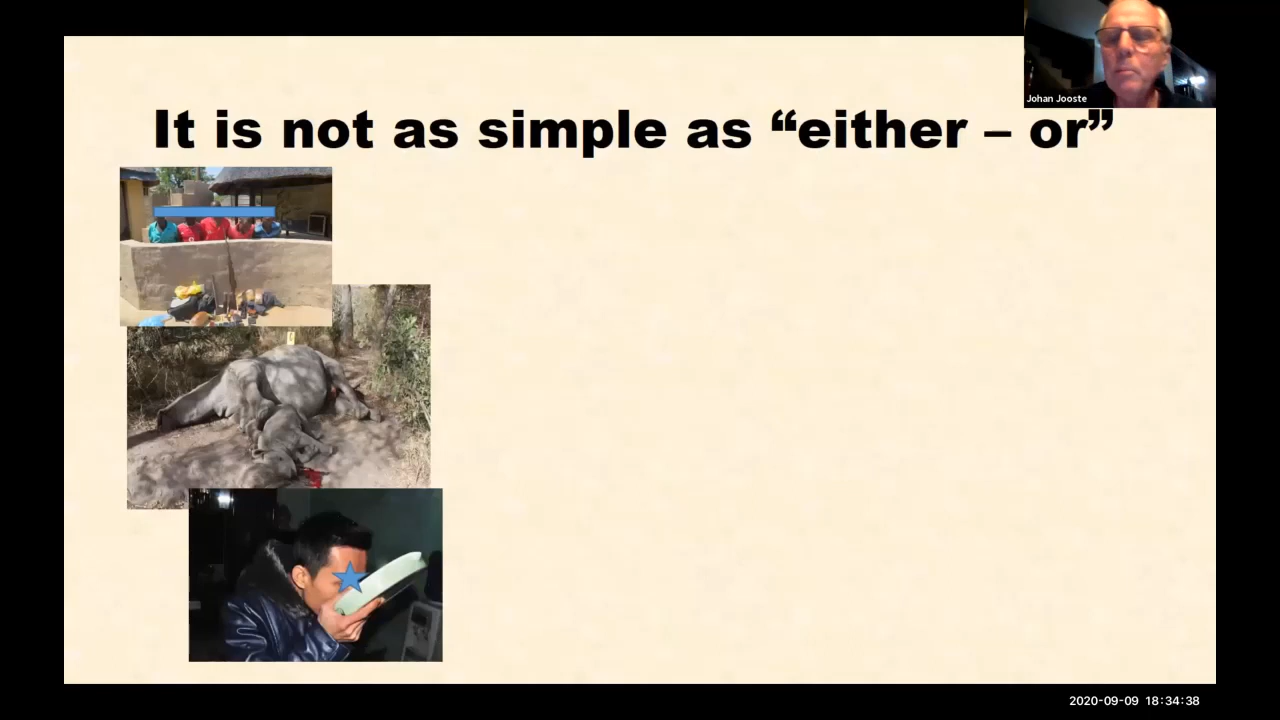 Johan Jooste
It is not as simple as “either – or”
2020-09-09 18:34:38